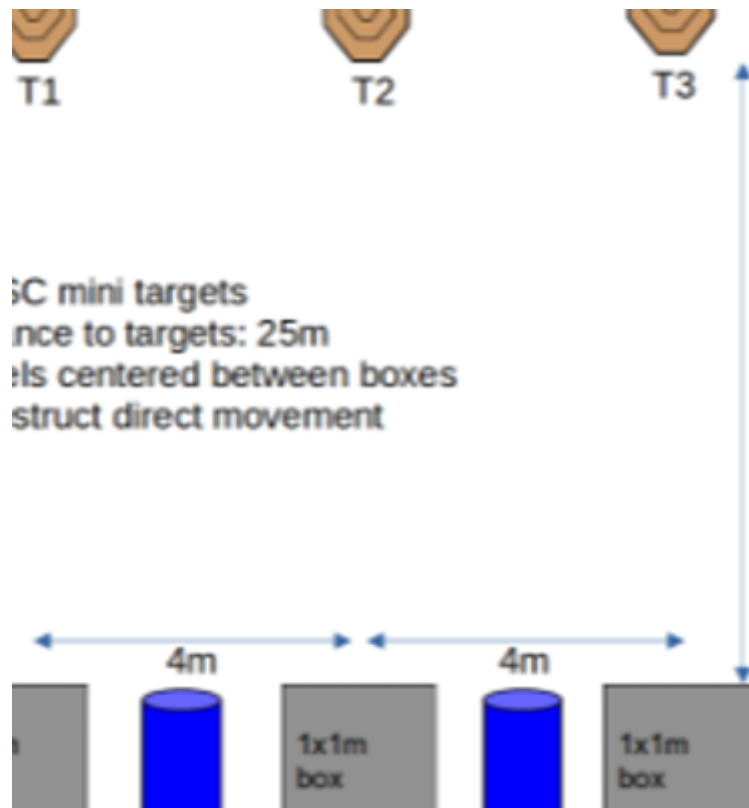 T1
T2
T3
SC mini targets
nce to targets: 25m
els centered between boxes
struct direct movement
4m
4m
1x1m
box
1x1m
box